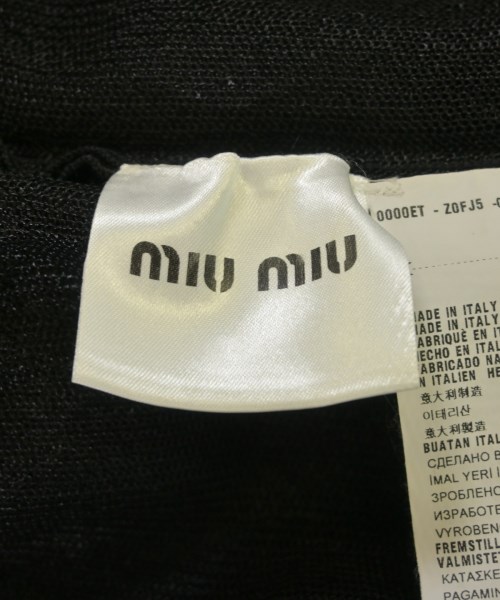 miu miu
0000ET - Z0FJ5 -
MADE IN ITALY
MADE IN ITALY
FABRIQUÉ EN
HECHO EN ITAL
FABRICADO NA
IN ITALIEN HE
意大利制造
이태리산
意大利製造
BUATAN ITAL
СДЕЛАНО В
İMAL YERİ İ
ЗРОБЛЕНО
ИЗРАБОТЕ
VYROBEN
FREMSTILL
VALMISTET
ΚΑΤΑΣΚΕ
PAGAMIN